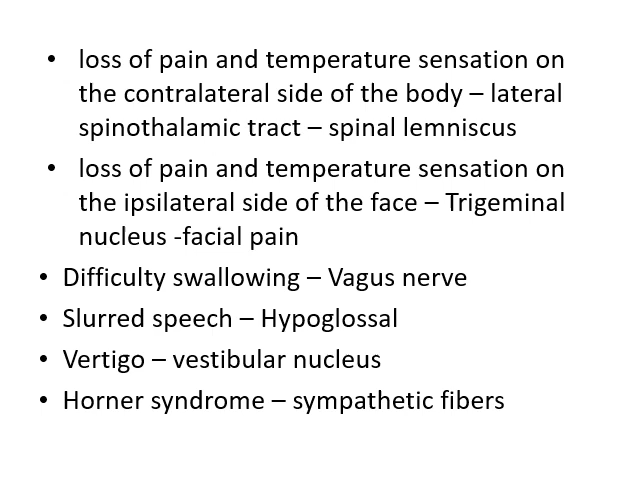 • loss of pain and temperature sensation on
the contralateral side of the body – lateral
spinothalamic tract – spinal lemniscus
• loss of pain and temperature sensation on
the ipsilateral side of the face – Trigeminal
nucleus -facial pain
• Difficulty swallowing – Vagus nerve
• Slurred speech – Hypoglossal
• Vertigo – vestibular nucleus
• Horner syndrome – sympathetic fibers